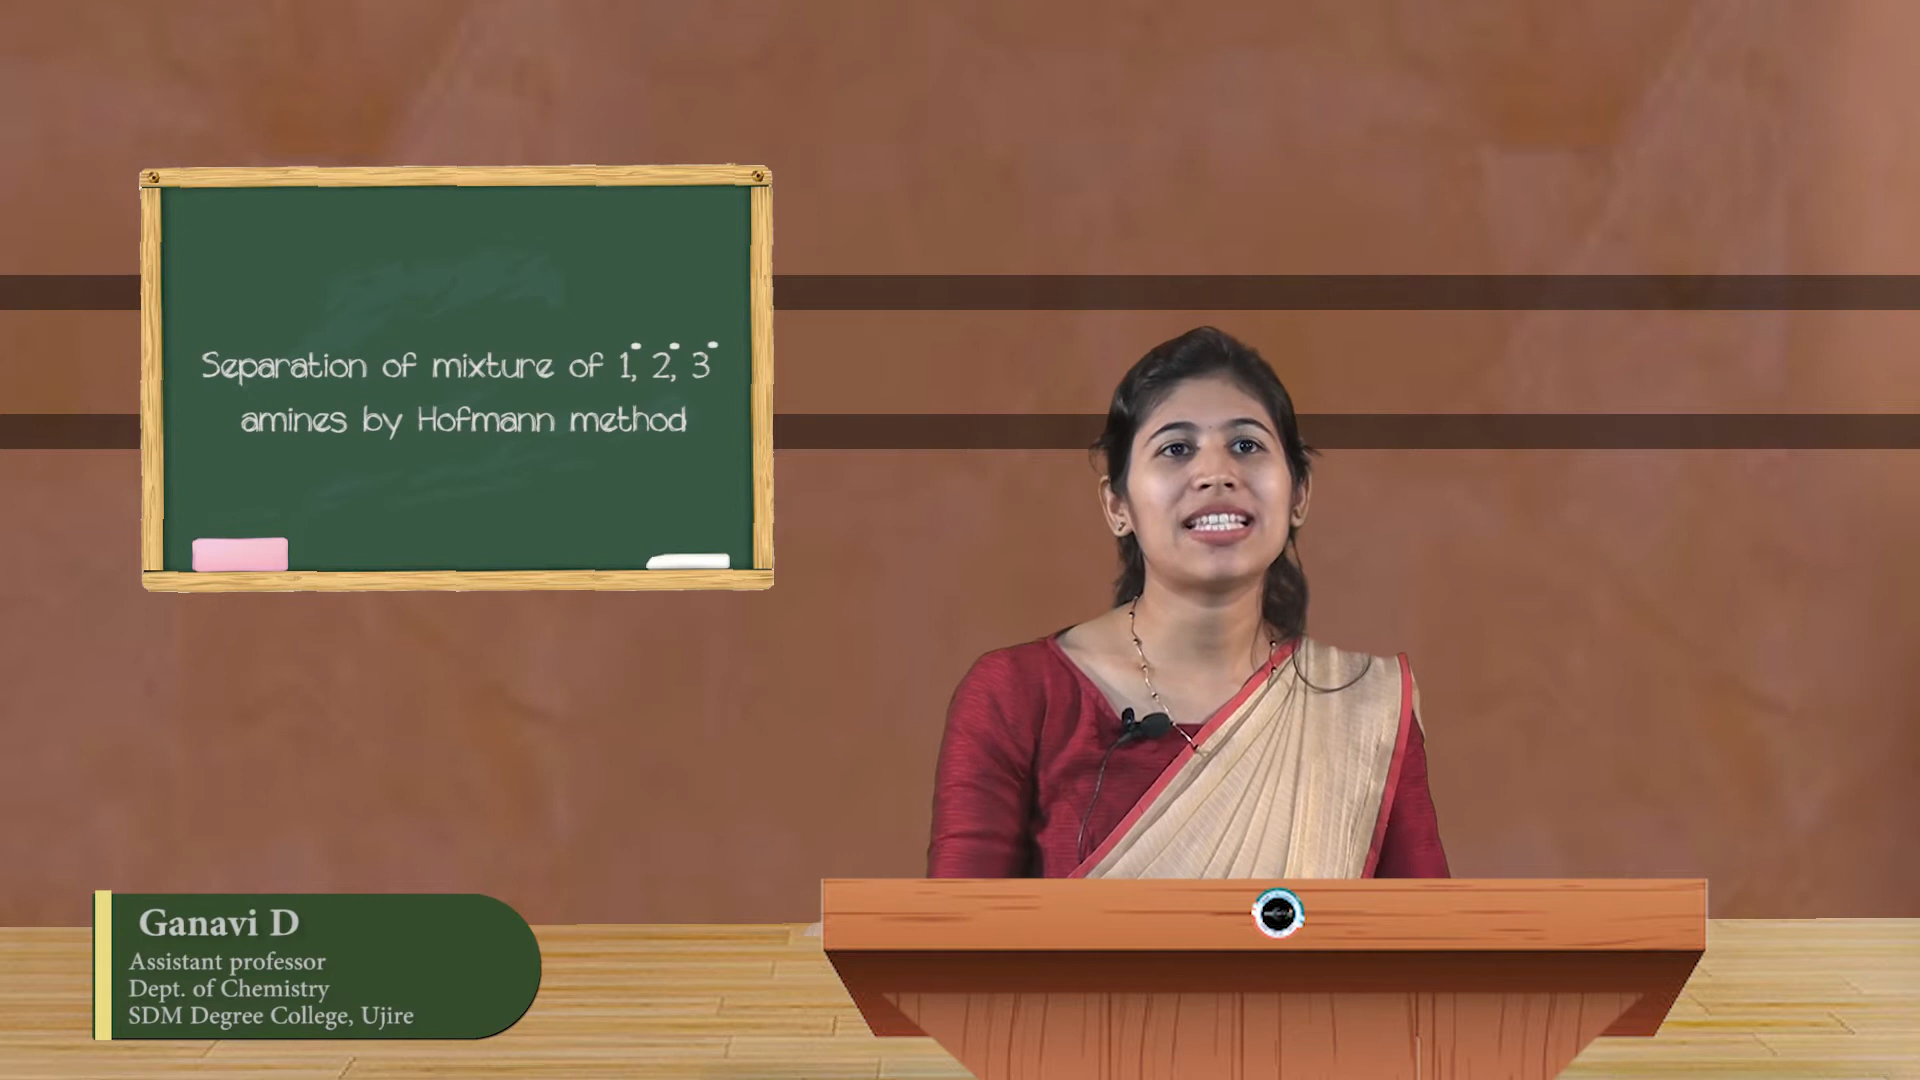 Separation of mixture of 1°, 2°, 3°
amines by Hofmann method
Ganavi D
Assistant professor
Dept. of Chemistry
SDM Degree College, Ujire